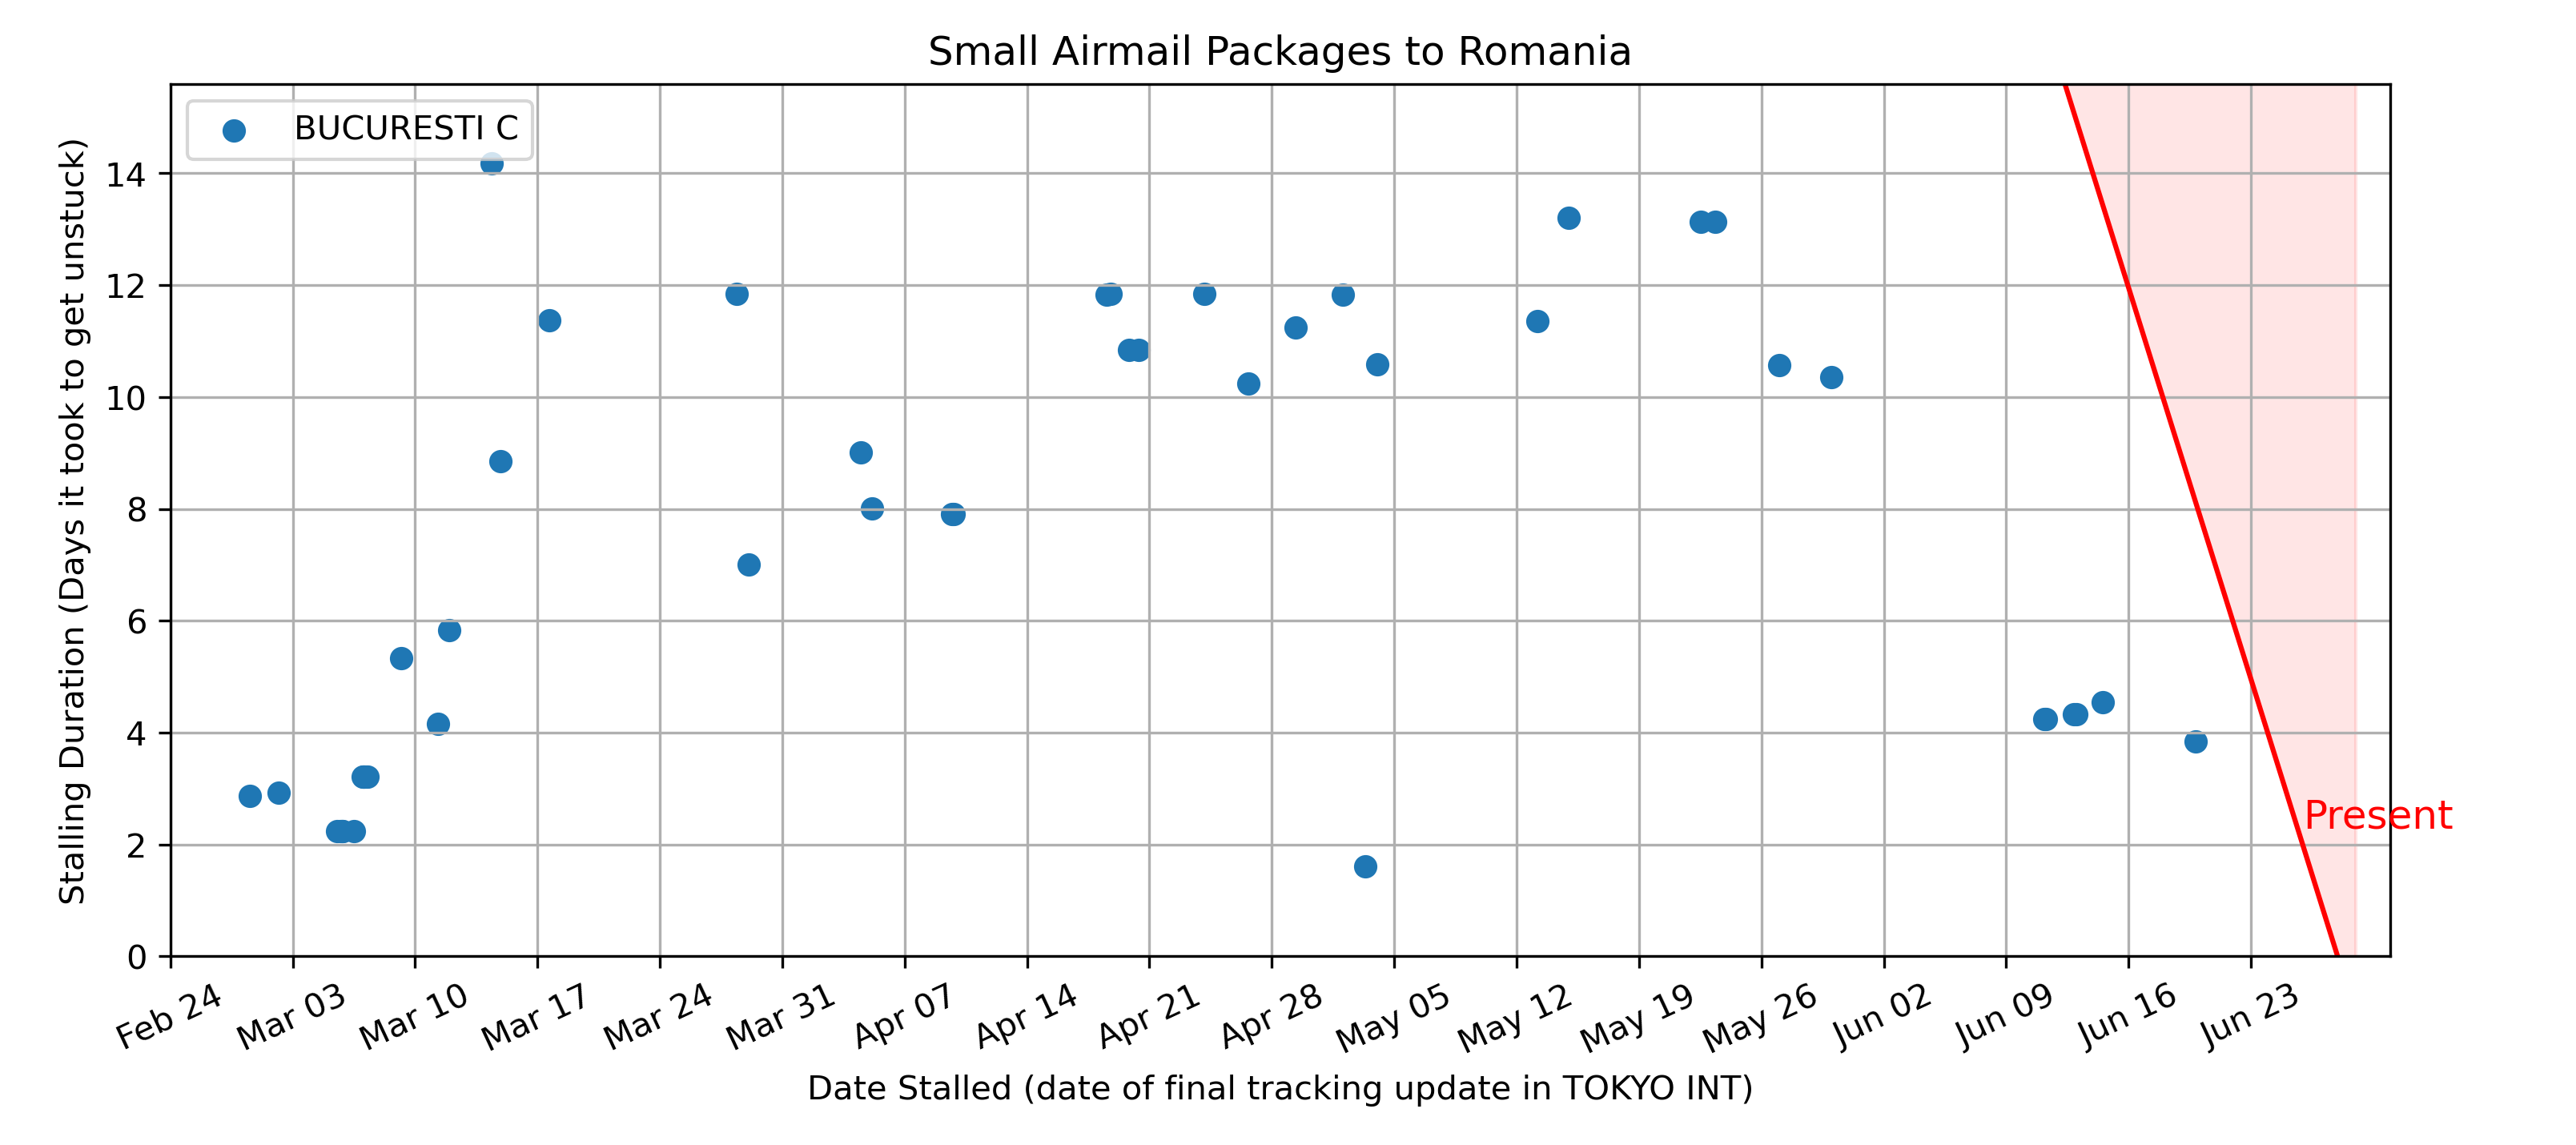 Small Airmail Packages to Romania
BUCURESTI C
Stalling Duration (Days it took to get unstuck)
14
12
10
8
6
4
2
0
Present
Feb 24
Mar 03
Mar 10
Mar 17
Mar 24
Mar 31
Apr 07
Apr 14
Apr 21
Apr 28
May 05
May 12
May 19
May 26
Jun 02
Jun 09
Jun 16
Jun 23
Date Stalled (date of final tracking update in TOKYO INT)